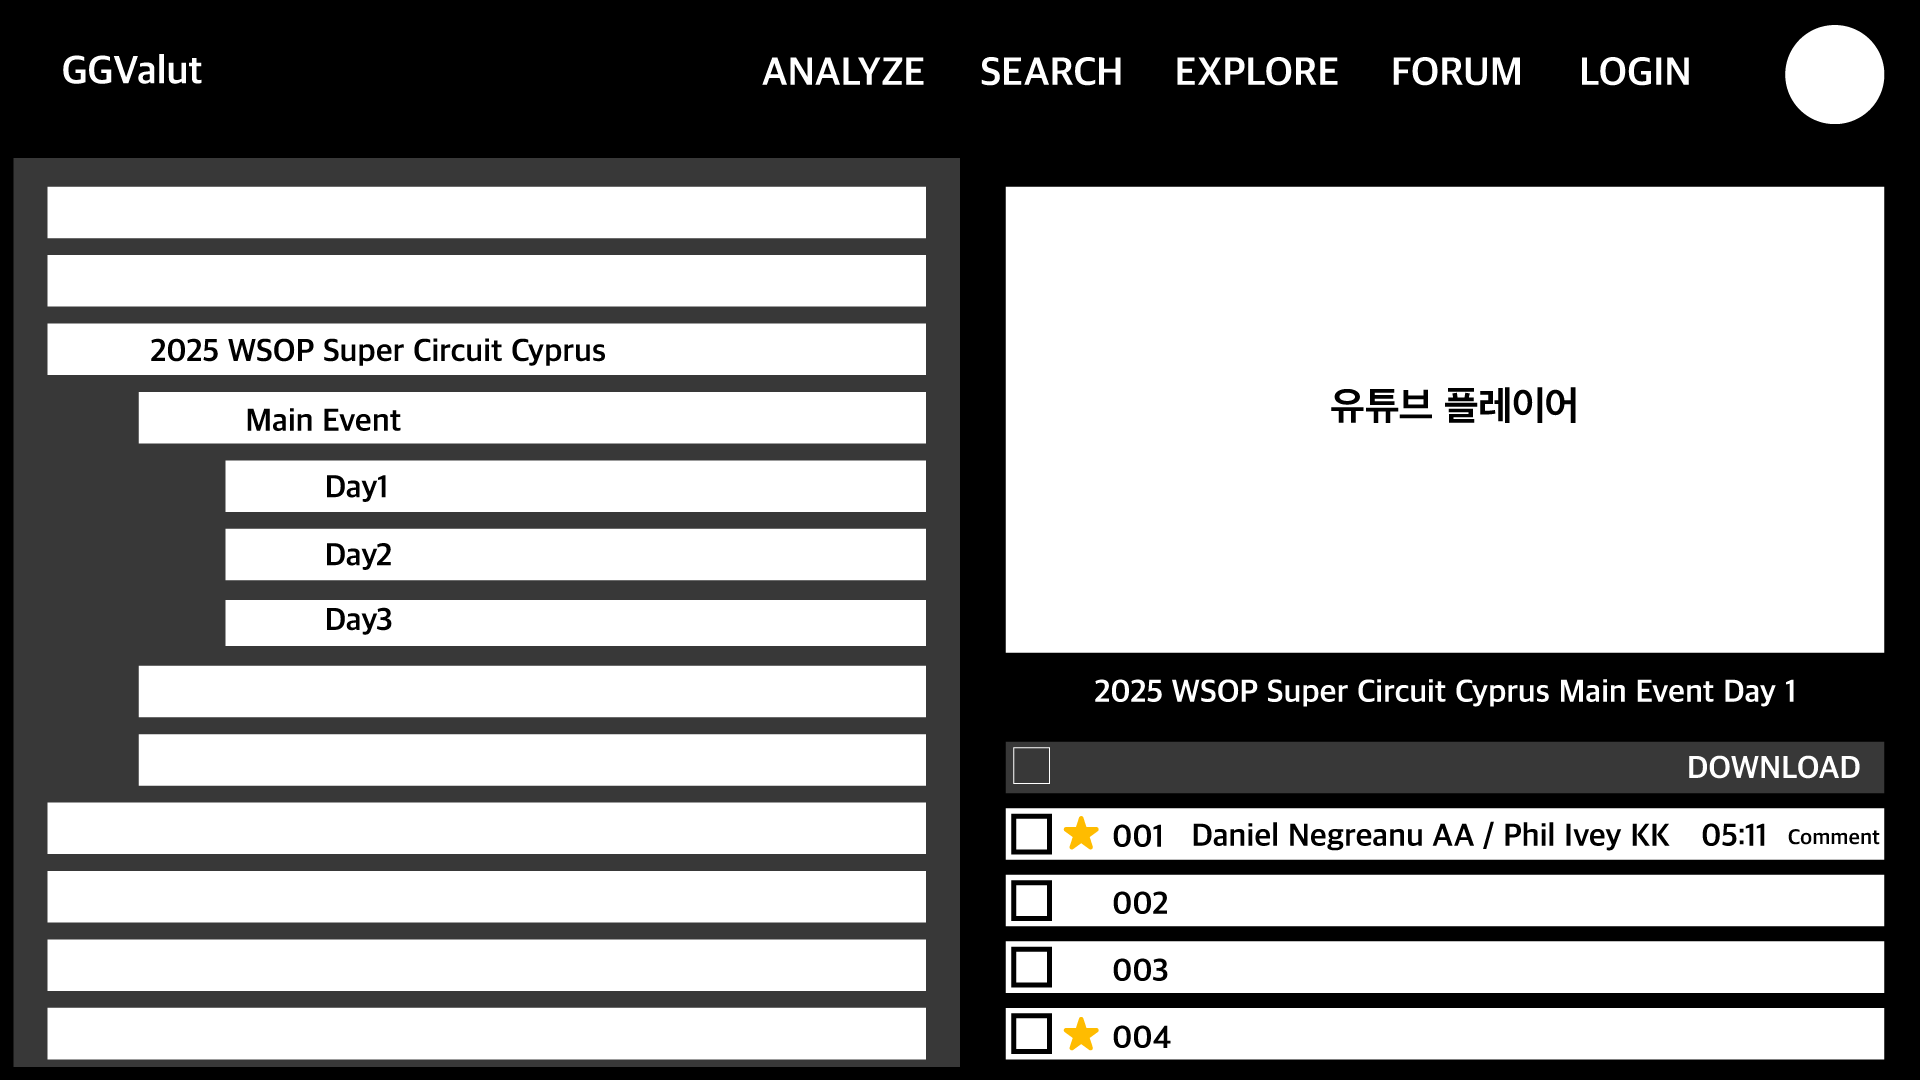 GGValut
ANALYZE SEARCH EXPLORE FORUM LOGIN
2025 WSOP Super Circuit Cyprus
Main Event
Day1
Day2
Day3
유튜브 플레이어
2025 WSOP Super Circuit Cyprus Main Event Day 1
DOWNLOAD
001 Daniel Negreanu AA / Phil Ivey KK 05:11 Comment
002
003
004